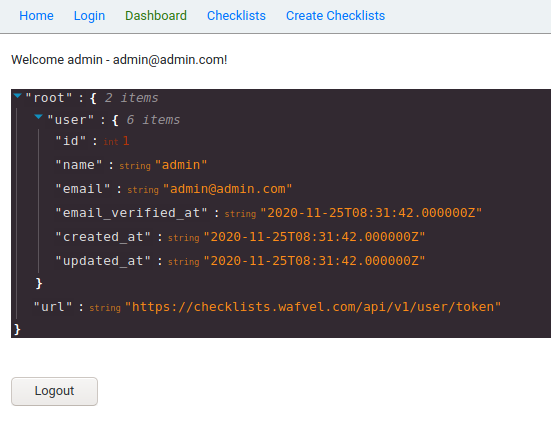 Home Login Dashboard Checklists Create Checklists
Welcome admin - admin@admin.com!
"root" : { 2 items
"user" : { 6 items
"id" : int 1
"name" : string "admin"
"email" : string "admin@admin.com"
"email_verified_at" : string "2020-11-25T08:31:42.000000Z"
"created_at" : string "2020-11-25T08:31:42.000000Z"
"updated_at" : string "2020-11-25T08:31:42.000000Z"
}
"url" : string "https://checklists.wafvel.com/api/v1/user/token"
}
Logout